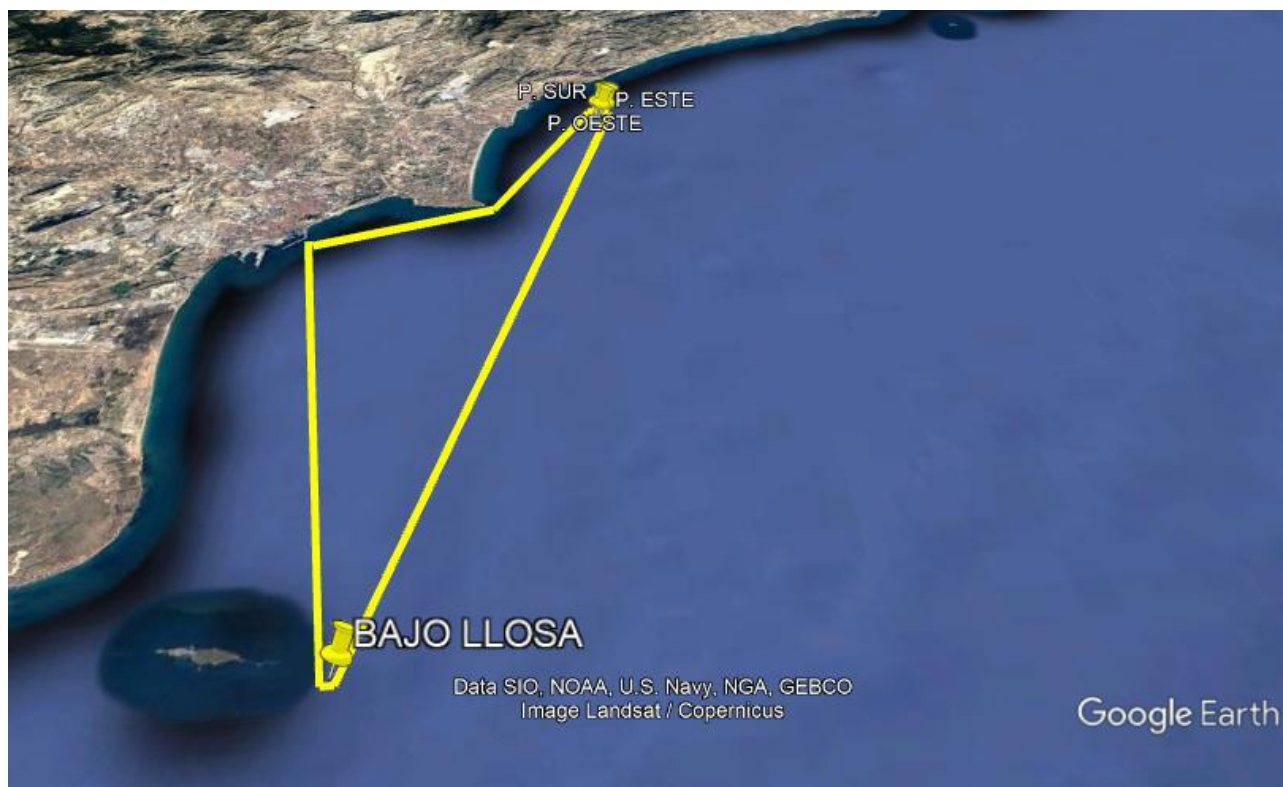 P. SUR
P. ESTE
P. OESTE
BAJO LLOSA
Data SIO, NOAA, U.S. Navy, NGA, GEBCO
Image Landsat / Copernicus
Google Earth